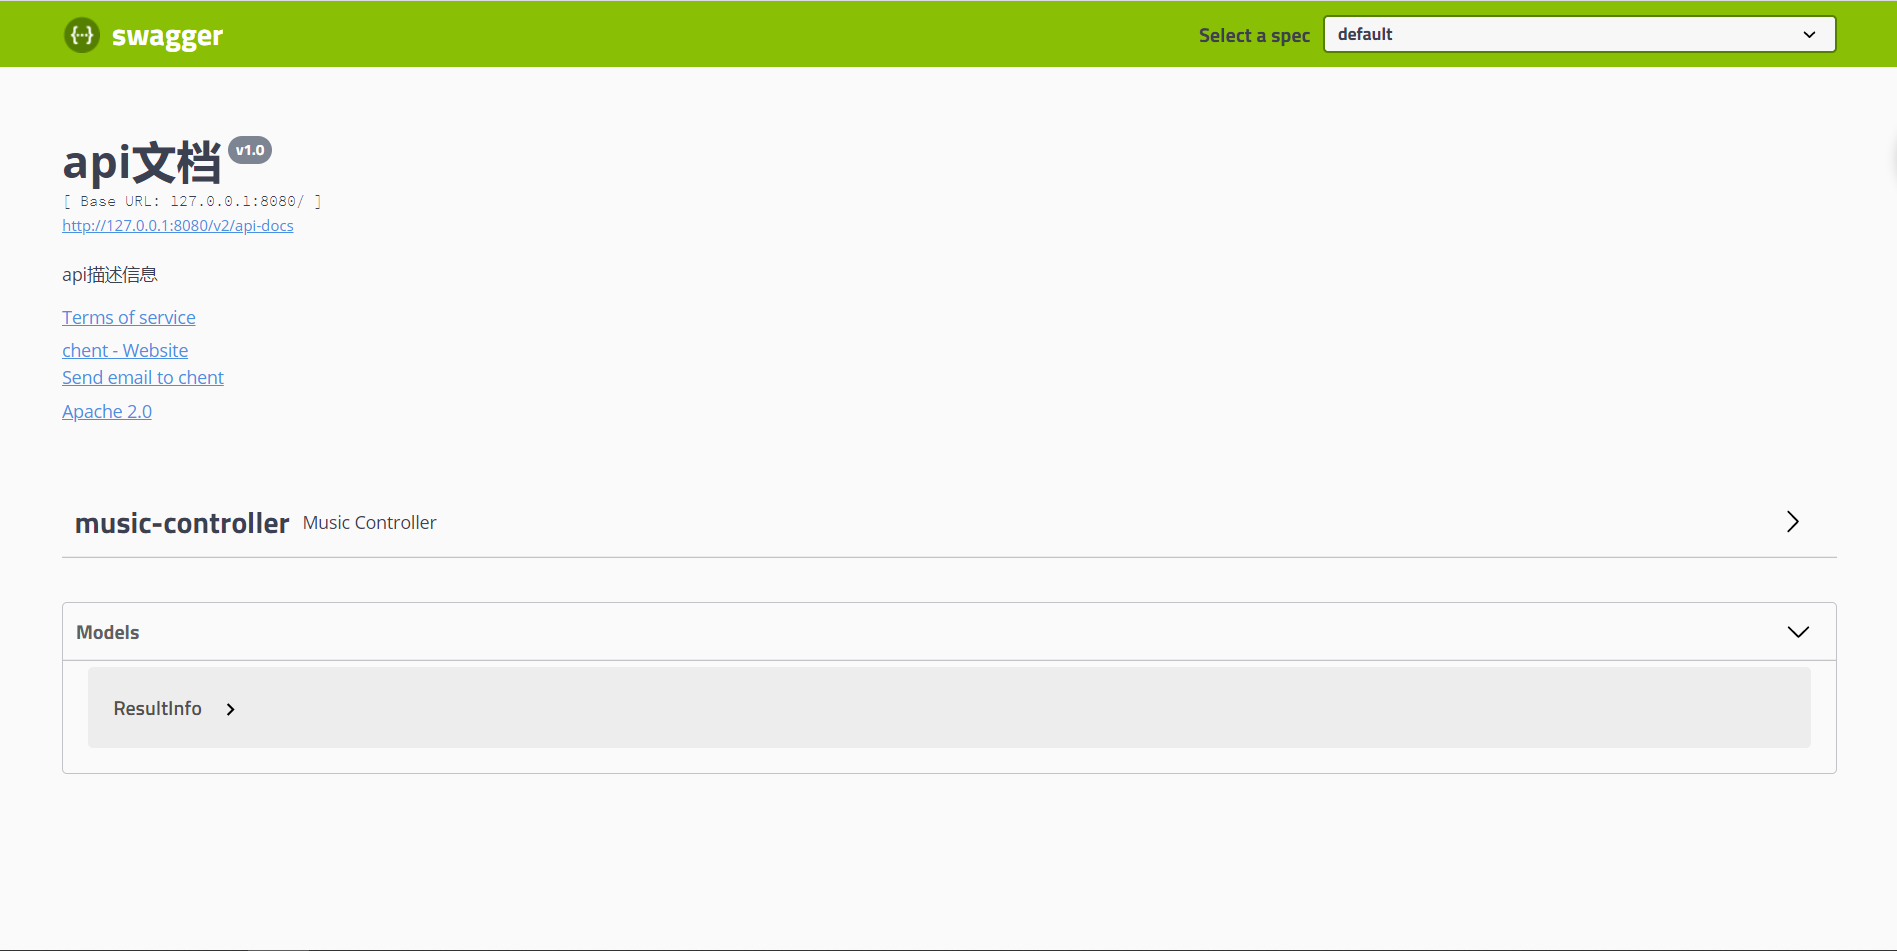 swagger
Select a spec default
api文档 v1.0
[ Base URL: 127.0.0.1:8080/ ]
http://127.0.0.1:8080/v2/api-docs
api描述信息
Terms of service
chent - Website
Send email to chent
Apache 2.0
music-controller Music Controller
Models
ResultInfo